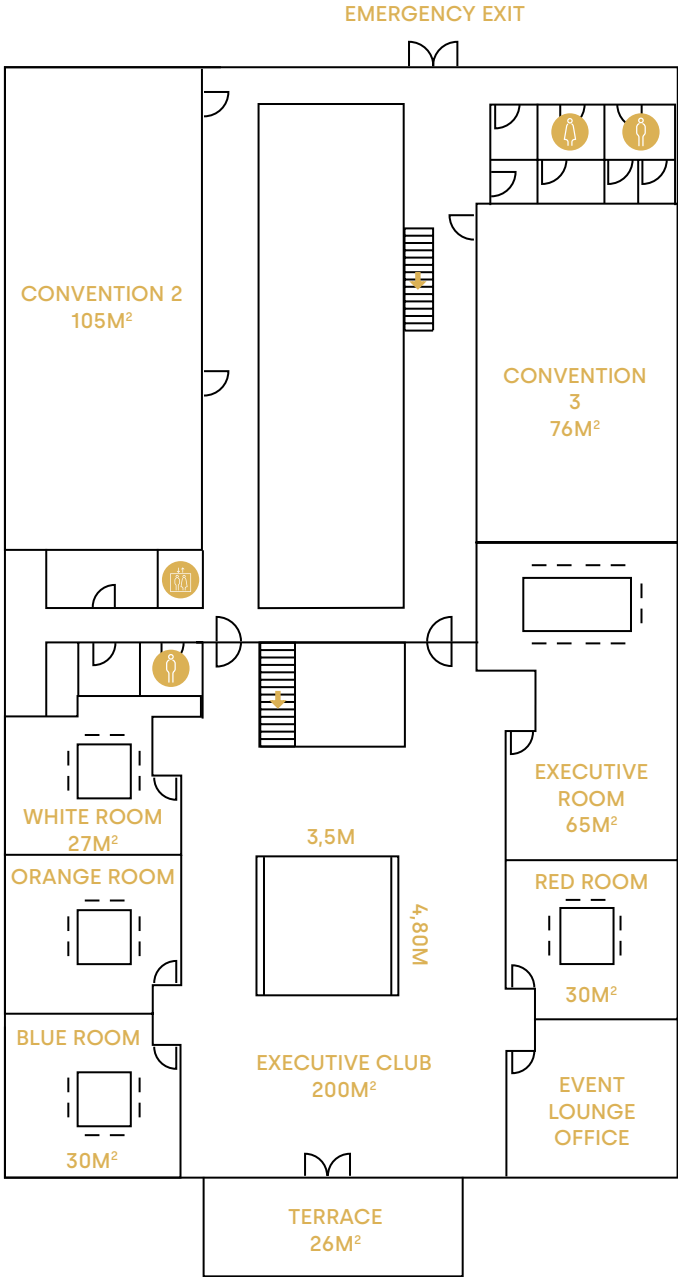 EMERGENCY EXIT
CONVENTION 2
105M²
CONVENTION
3
76M²
EXECUTIVE
ROOM
65M²
WHITE ROOM
27M²
3,5M
4,80M
ORANGE ROOM
RED ROOM
30M²
BLUE ROOM
30M²
EXECUTIVE CLUB
200M²
EVENT
LOUNGE
OFFICE
TERRACE
26M²